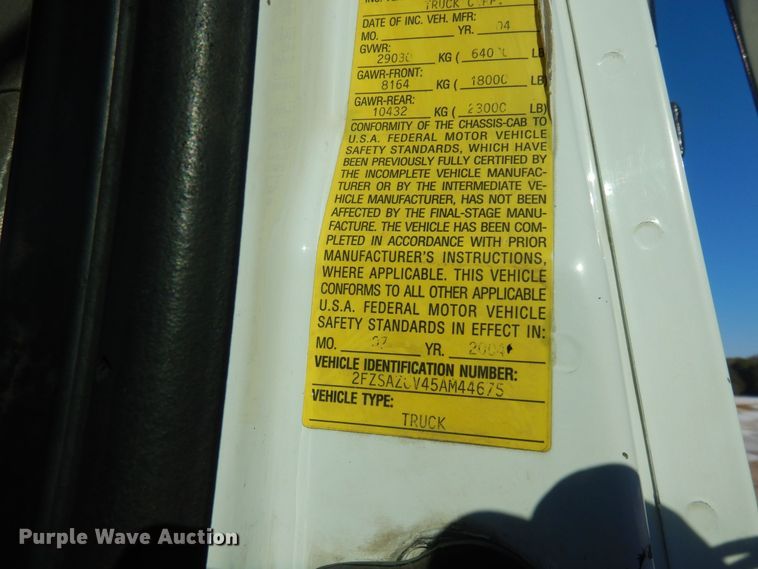 TRUCK
DATE OF INC. VEH. MFR:
MO. YR. 04
GVWR:
KG ( LB
GAWR-FRONT:
8164 KG ( 18000 LB)
GAWR-REAR:
10432 KG ( 23000 LB)
CONFORMITY OF THE CHASSIS-CAB TO
U.S.A. FEDERAL MOTOR VEHICLE
SAFETY STANDARDS, WHICH HAVE
BEEN PREVIOUSLY FULLY CERTIFIED BY
THE INCOMPLETE VEHICLE MANUFAC-
TURER OR BY THE INTERMEDIATE VE-
HICLE MANUFACTURER, HAS NOT BEEN
AFFECTED BY THE FINAL-STAGE MANU-
FACTURE. THE VEHICLE HAS BEEN COM-
PLETED IN ACCORDANCE WITH PRIOR
MANUFACTURER'S INSTRUCTIONS,
WHERE APPLICABLE. THIS VEHICLE
CONFORMS TO ALL OTHER APPLICABLE
U.S.A. FEDERAL MOTOR VEHICLE
SAFETY STANDARDS IN EFFECT IN:
MO. YR. 2004
VEHICLE IDENTIFICATION NUMBER:
VEHICLE TYPE:
TRUCK
Purple Wave Auction®